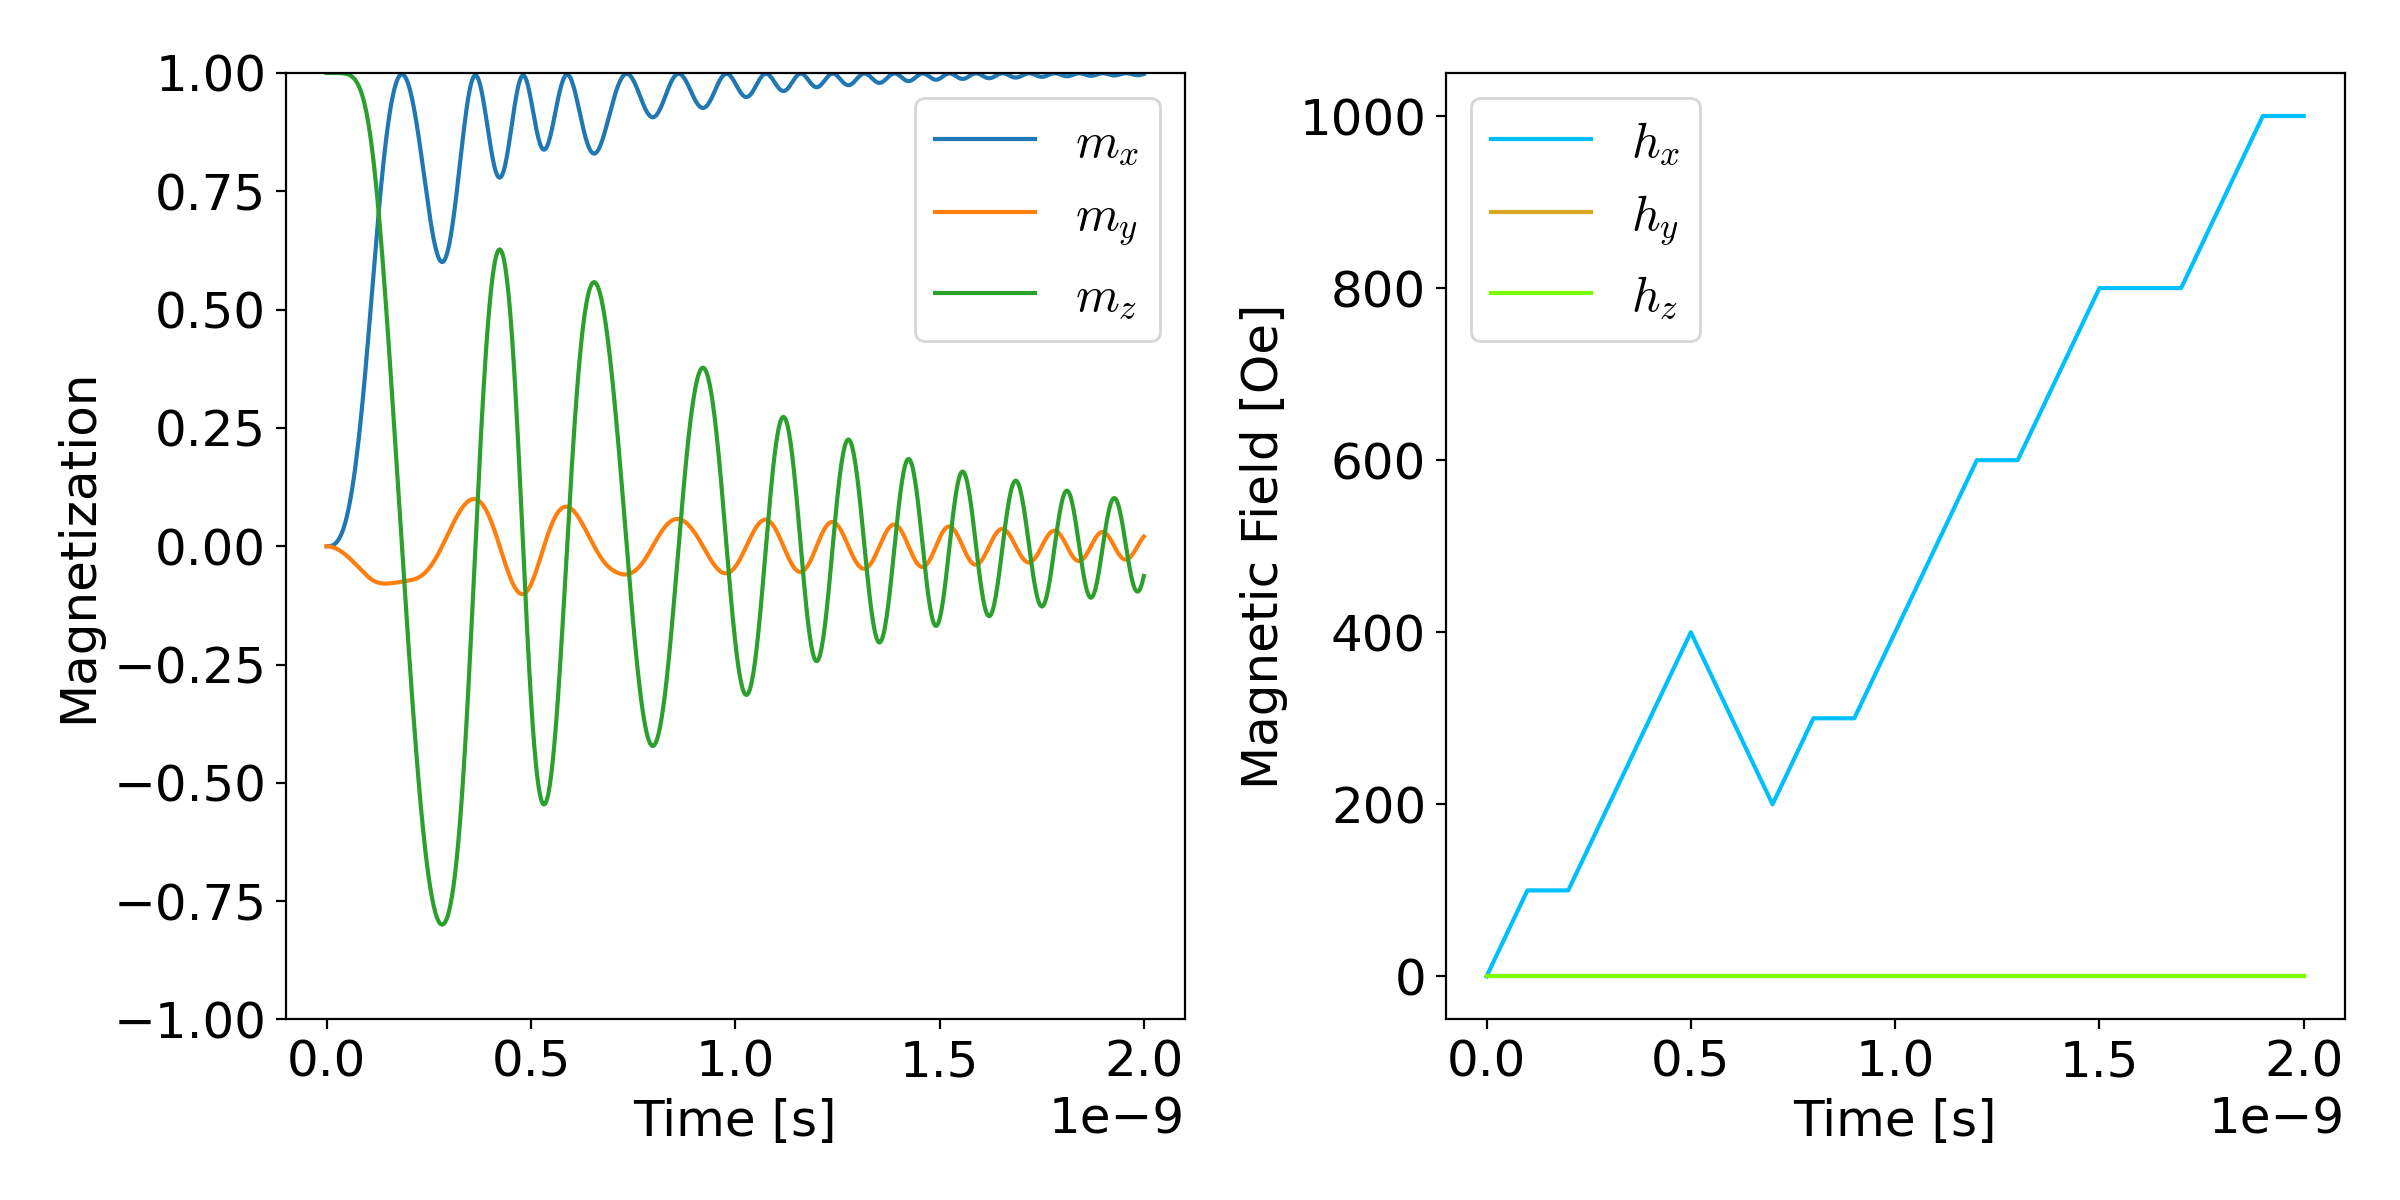 1.00
0.75
0.50
0.25
0.00
−0.25
−0.50
−0.75
−1.00
Magnetization
0.0 0.5 1.0 1.5 2.0
Time [s]
1e−9
m_x
m_y
m_z
1000
800
600
400
200
0
Magnetic Field [Oe]
0.0 0.5 1.0 1.5 2.0
Time [s]
1e−9
h_x
h_y
h_z